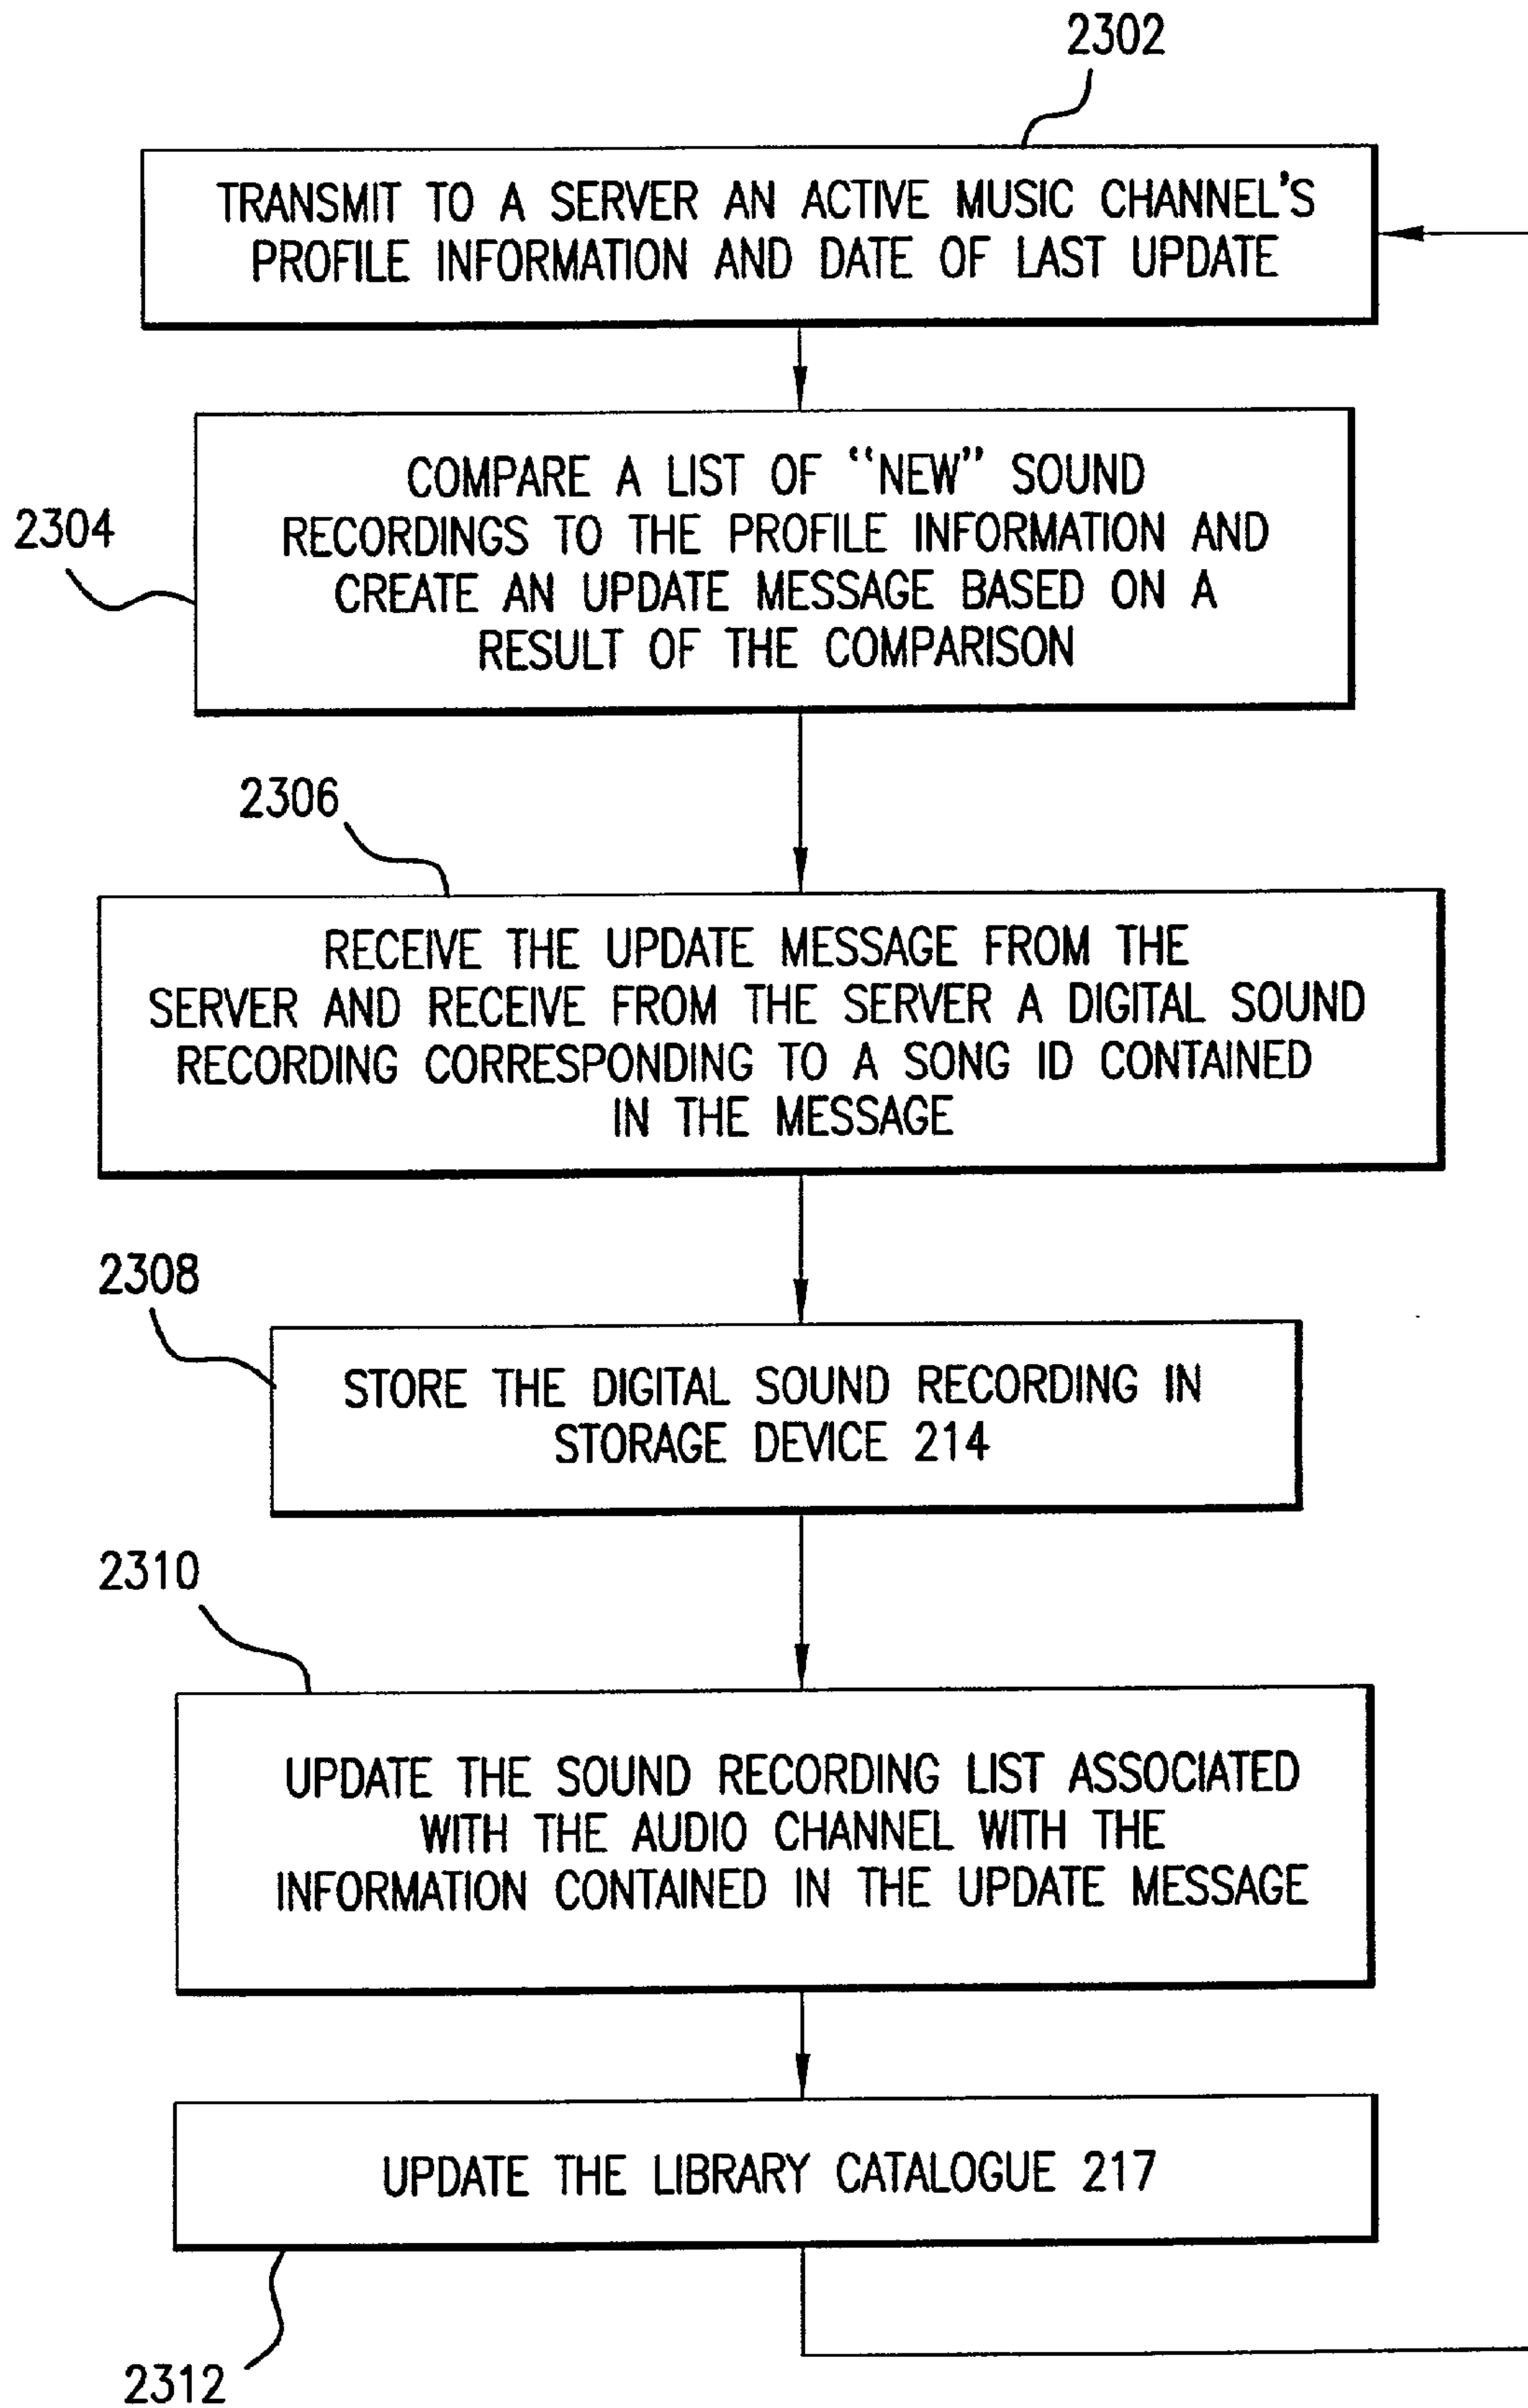 2302
TRANSMIT TO A SERVER AN ACTIVE MUSIC CHANNEL'S
PROFILE INFORMATION AND DATE OF LAST UPDATE
2304
COMPARE A LIST OF “NEW” SOUND
RECORDINGS TO THE PROFILE INFORMATION AND
CREATE AN UPDATE MESSAGE BASED ON A
RESULT OF THE COMPARISON
2306
RECEIVE THE UPDATE MESSAGE FROM THE
SERVER AND RECEIVE FROM THE SERVER A DIGITAL SOUND
RECORDING CORRESPONDING TO A SONG ID CONTAINED
IN THE MESSAGE
2308
STORE THE DIGITAL SOUND RECORDING IN
STORAGE DEVICE 214
2310
UPDATE THE SOUND RECORDING LIST ASSOCIATED
WITH THE AUDIO CHANNEL WITH THE
INFORMATION CONTAINED IN THE UPDATE MESSAGE
UPDATE THE LIBRARY CATALOGUE 217
2312